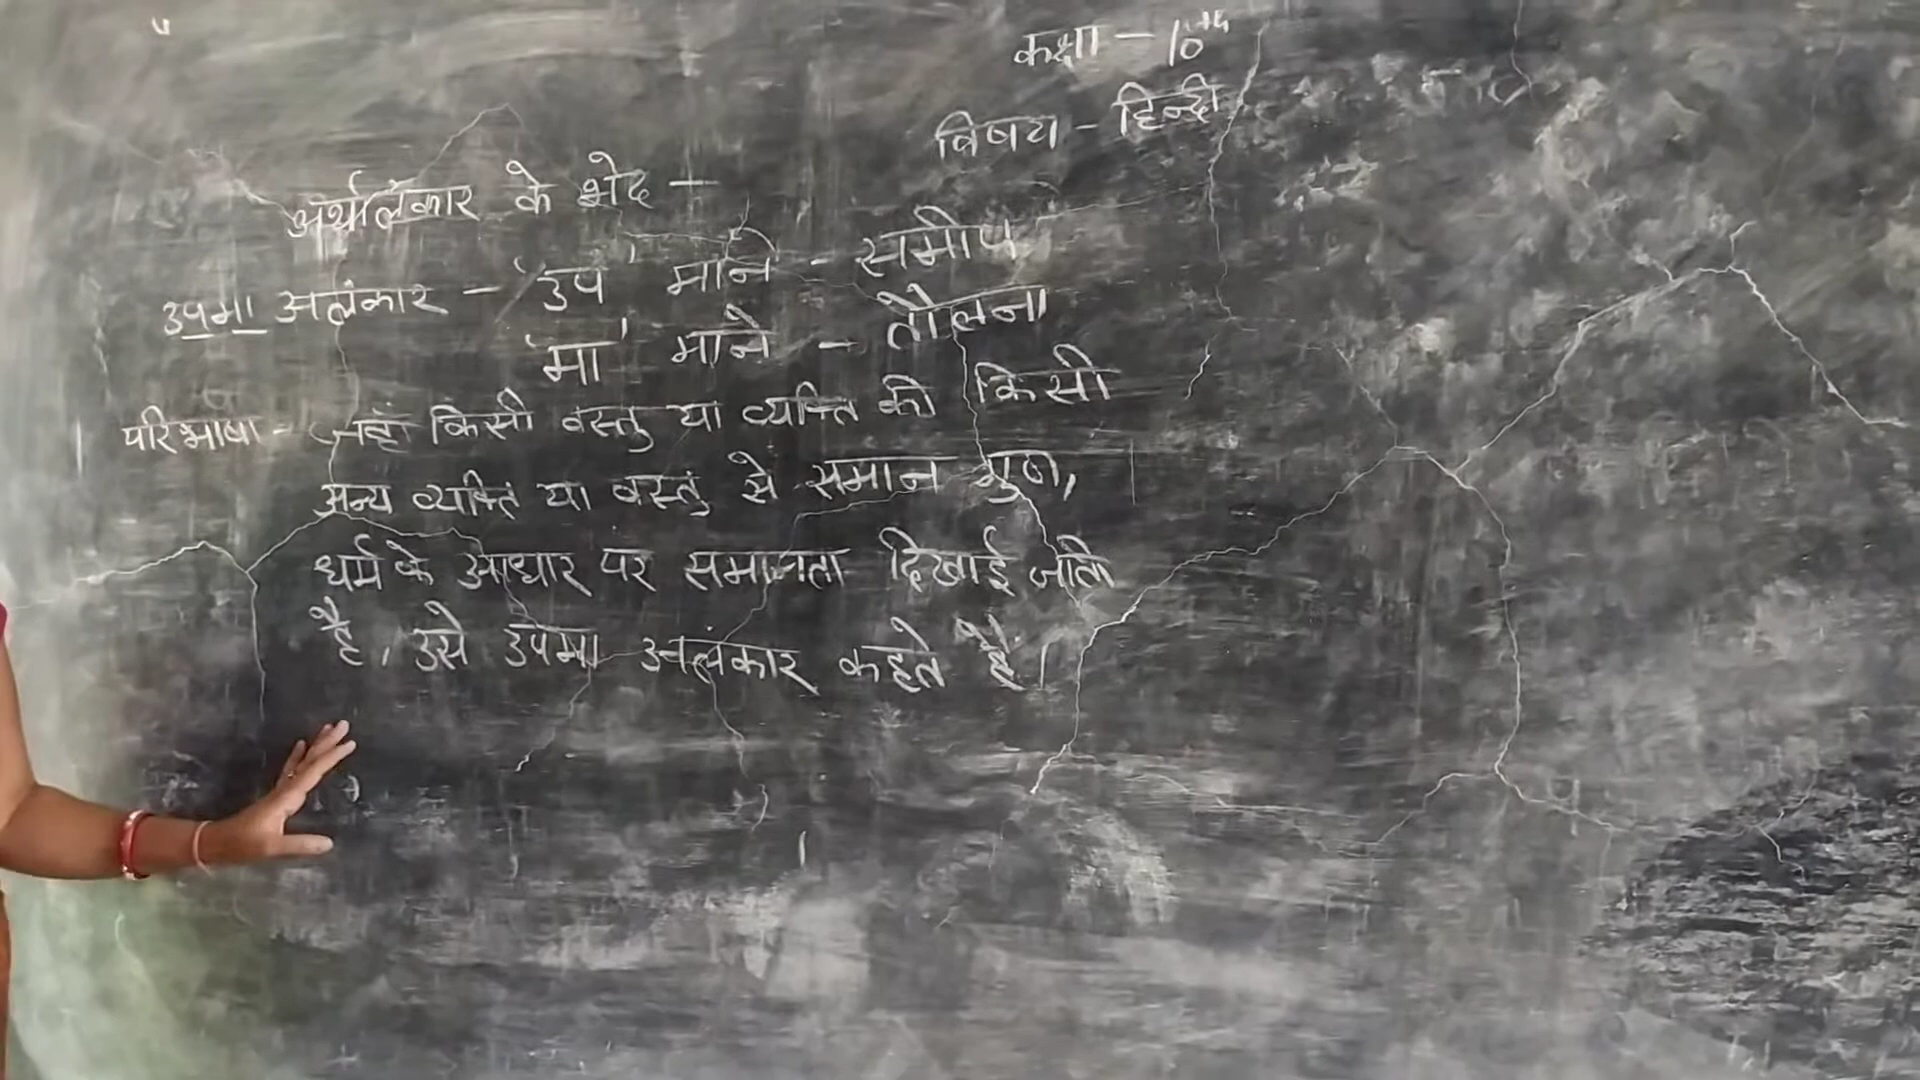 कक्षा - 10th
विषय - हिन्दी
अर्थालंकार के भेद -
उपमा अलंकार - 'उप' माने - समीप
'मा' माने - तौलना
परिभाषा - जहाँ किसी वस्तु या व्यक्ति की किसी
अन्य व्यक्ति या वस्तु से समान गुण,
धर्म के आधार पर समानता दिखाई जाती
है, उसे उपमा अलंकार कहते हैं।